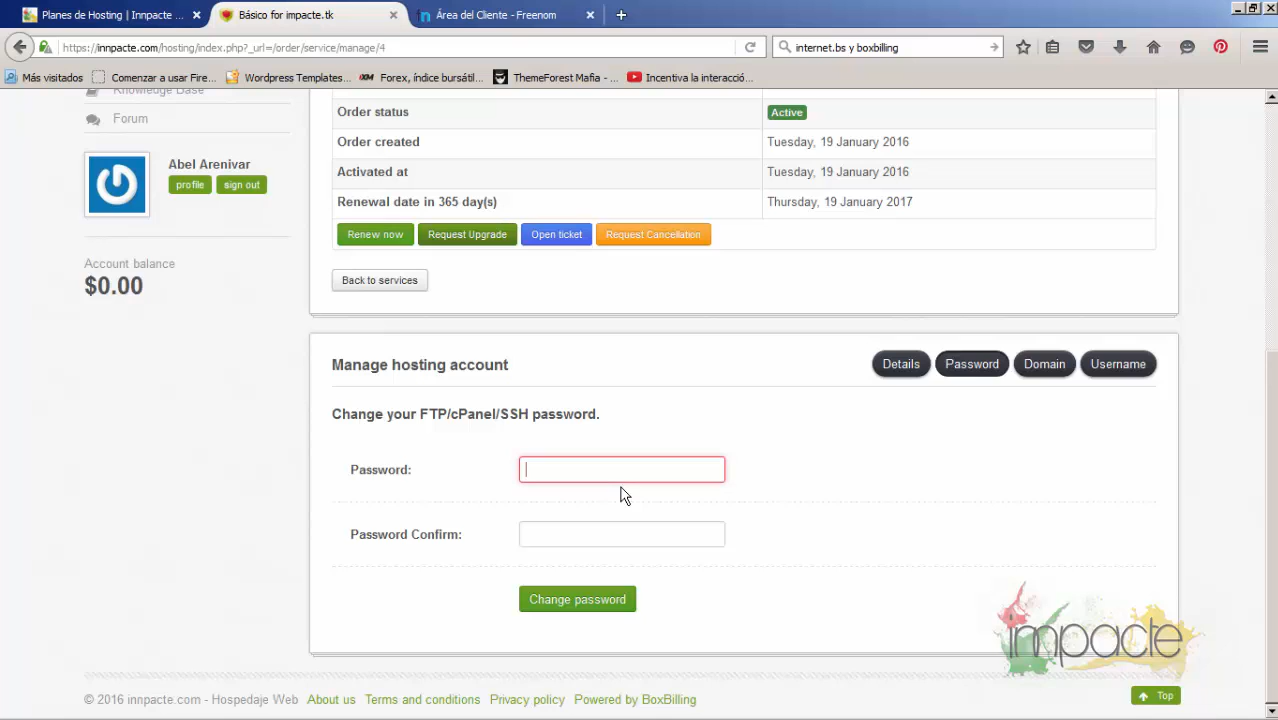 Planes de Hosting | Innpacte ...
Básico for impacte.tk
Área del Cliente - Freenom
https://innpacte.com/hosting/index.php?_url=/order/service/manage/4
internet.bs y boxbilling
Más visitados
Comenzar a usar Fire...
Wordpress Templates...
Forex, índice bursátil...
ThemeForest Mafia - ...
Incentiva la interacció...
Knowledge Base
Forum
Abel Arenivar
profile
sign out
Account balance
$0.00
Order status
Active
Order created
Tuesday, 19 January 2016
Activated at
Tuesday, 19 January 2016
Renewal date in 365 day(s)
Thursday, 19 January 2017
Renew now
Request Upgrade
Open ticket
Request Cancellation
Back to services
Manage hosting account
Details
Password
Domain
Username
Change your FTP/cPanel/SSH password.
Password:
Password Confirm:
Change password
impacte
© 2016 innpacte.com - Hospedaje Web
About us
Terms and conditions
Privacy policy
Powered by BoxBilling
Top